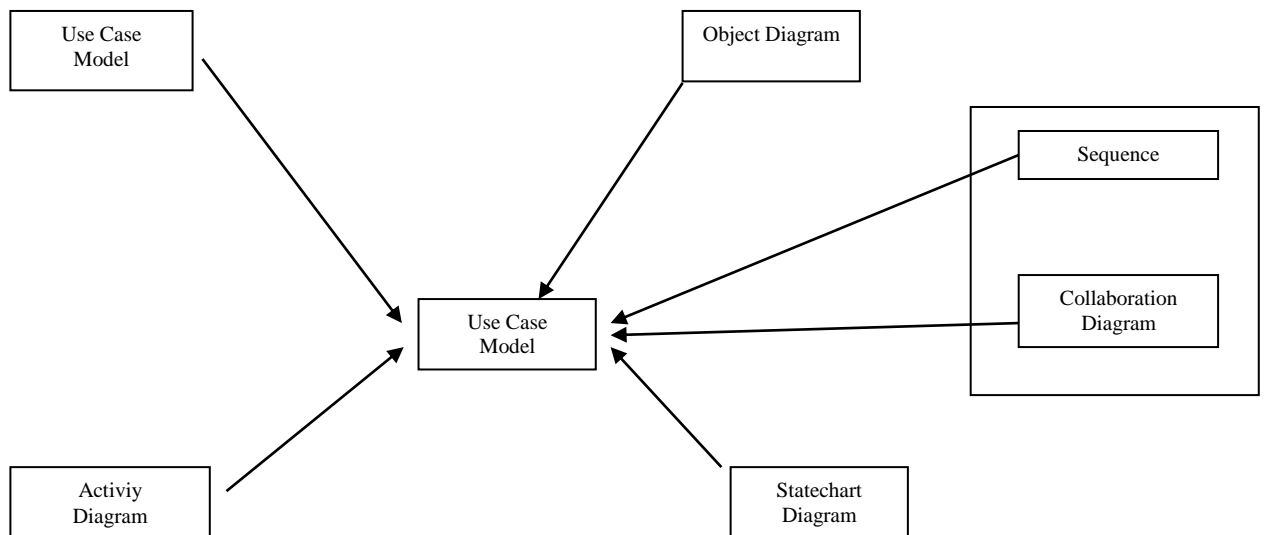 Use Case
Model
Object Diagram
Sequence
Collaboration
Diagram
Use Case
Model
Activiy
Diagram
Statechart
Diagram